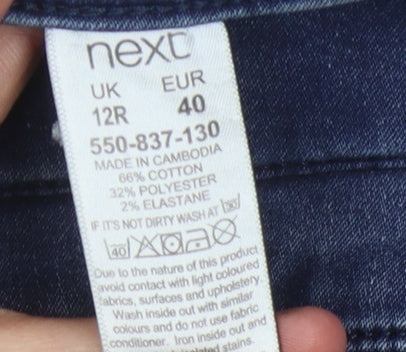 next
UK EUR
12R 40
550-837-130
MADE IN CAMBODIA
66% COTTON
32% POLYESTER
2% ELASTANE
IF IT'S NOT DIRTY WASH AT 30
40
Due to the nature of this product
avoid contact with light coloured
fabrics, surfaces and upholstery.
Wash inside out with similar
colours and do not use fabric
conditioner. Iron inside out and
stains.